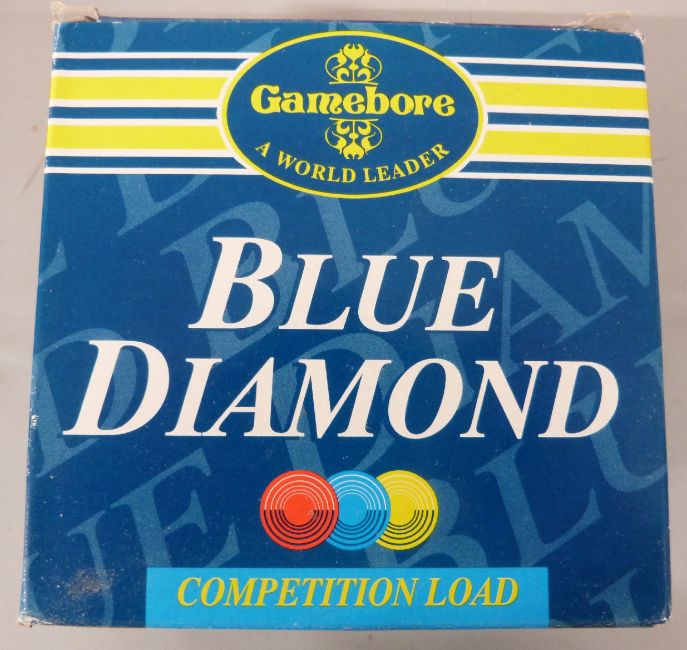 Gamebore
A WORLD LEADER
BLUE
DIAMOND
COMPETITION LOAD